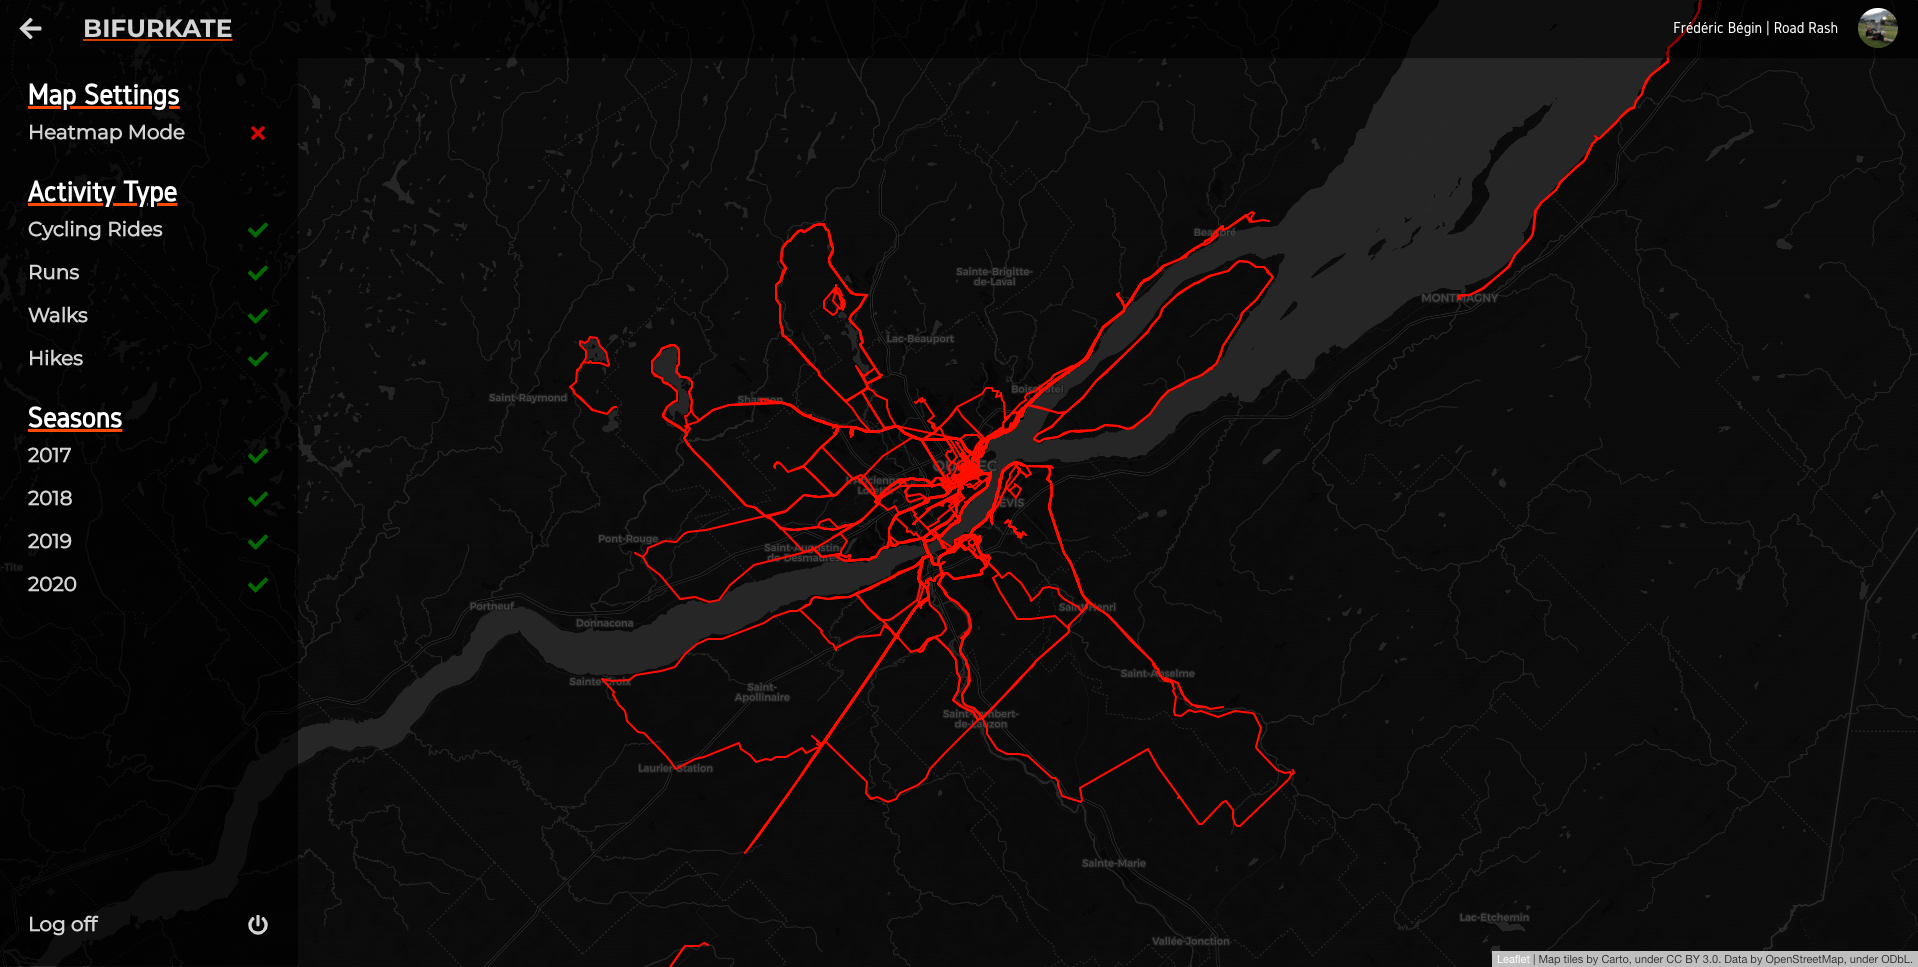 BIFURKATE
Frédéric Bégin | Road Rash
Map Settings
Heatmap Mode
Activity Type
Cycling Rides
Runs
Walks
Hikes
Seasons
2017
2018
2019
2020
Log off
Beaupré
Sainte-Brigitte-
de-Laval
MONTMAGNY
Lac-Beauport
Boischatel
Saint-Raymond
Shannon
QUÉBEC
LÉVIS
Pont-Rouge
Saint-Augustin-
de-Desmaures
Portneuf
Donnacona
Saint-Henri
Saint-Anselme
Sainte-Croix
Saint-
Apollinaire
Saint-Lambert-
de-Lauzon
Laurier-Station
Sainte-Marie
Lac-Etchemin
Vallée-Jonction
-Tite
Leaflet | Map tiles by Carto, under CC BY 3.0. Data by OpenStreetMap, under ODbL.